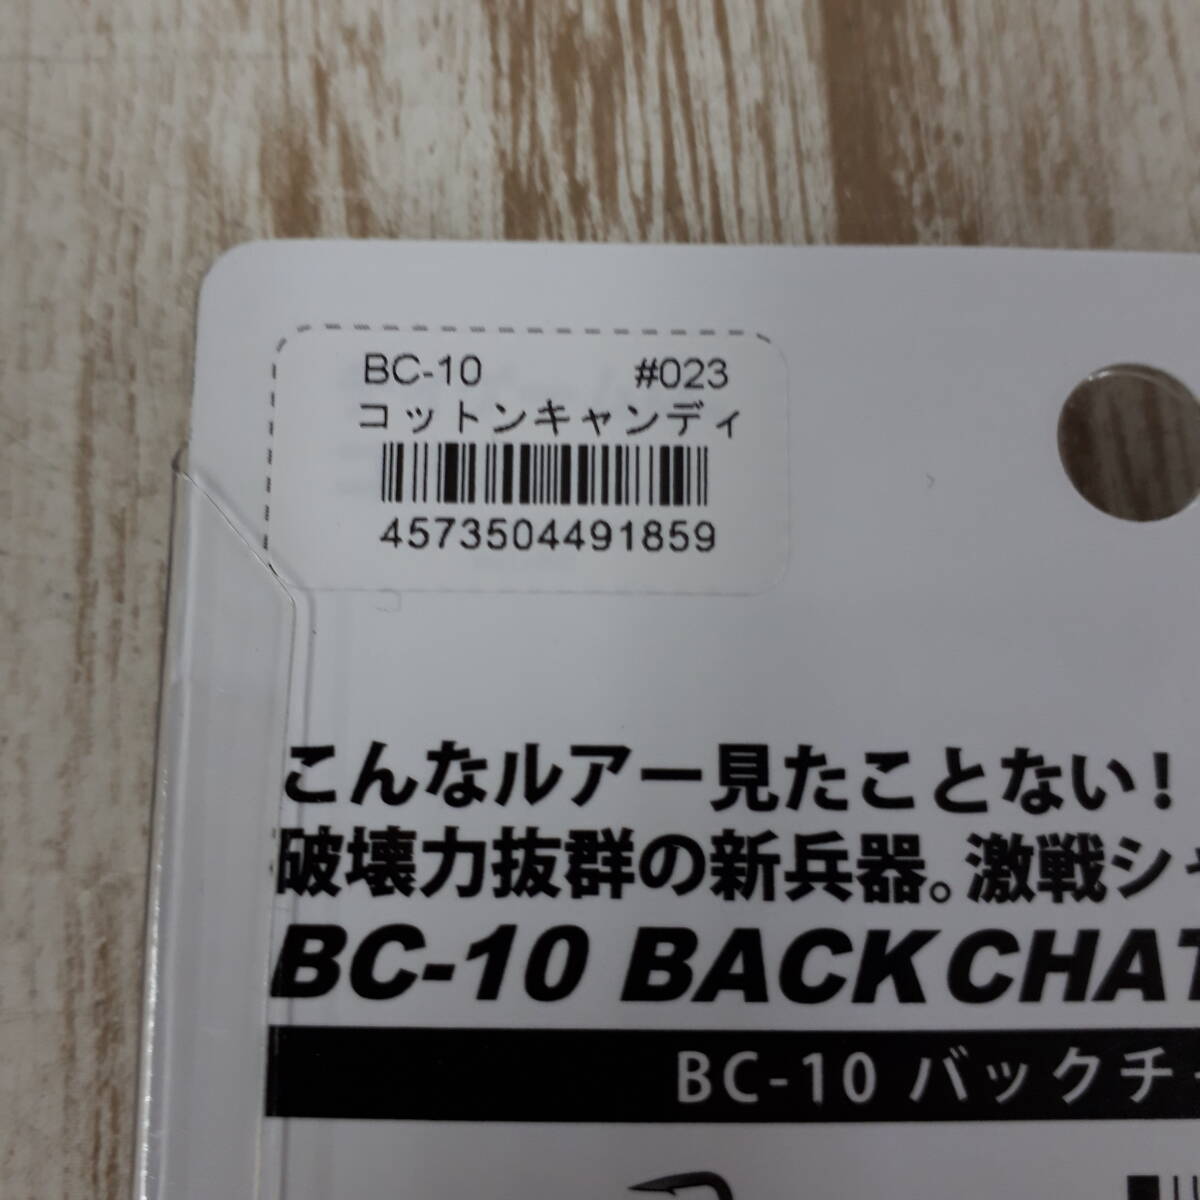 BC-10 #023
コットンキャンディ
4573504491859
こんなルアー見たことない!
破壊力抜群の新兵器。激戦シャ
BC-10 BACK CHAT
BC-10 バックチャ